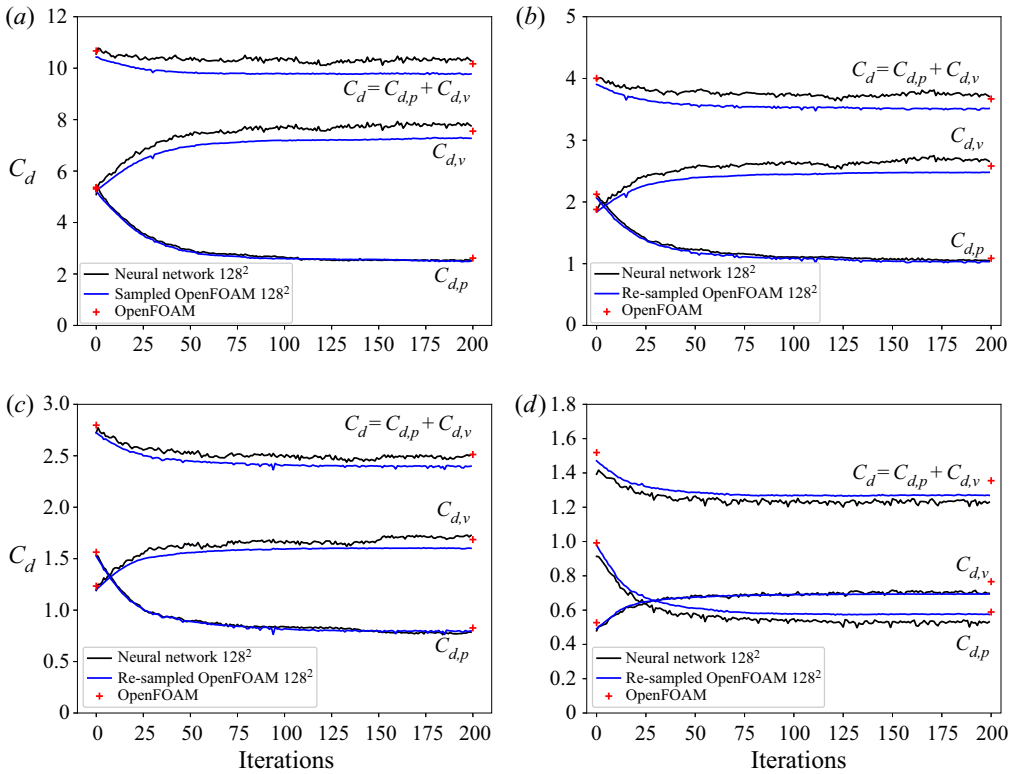 (a)
12
10
8
6
4
2
0
C_d
C_d = C_{d,p} + C_{d,v}
C_{d,v}
C_{d,p}
Neural network 128²
Sampled OpenFOAM 128²
OpenFOAM
0 25 50 75 100 125 150 175 200
(b)
5
4
3
2
1
0
C_d = C_{d,p} + C_{d,v}
C_{d,v}
C_{d,p}
Neural network 128²
Re-sampled OpenFOAM 128²
OpenFOAM
0 25 50 75 100 125 150 175 200
(c)
3.0
2.5
2.0
1.5
1.0
0.5
0
C_d
C_d = C_{d,p} + C_{d,v}
C_{d,v}
C_{d,p}
Neural network 128²
Re-sampled OpenFOAM 128²
OpenFOAM
0 25 50 75 100 125 150 175 200
Iterations
(d)
1.8
1.6
1.4
1.2
1.0
0.8
0.6
0.4
0.2
0
C_d = C_{d,p} + C_{d,v}
C_{d,v}
C_{d,p}
Neural network 128²
Re-sampled OpenFOAM 128²
OpenFOAM
0 25 50 75 100 125 150 175 200
Iterations